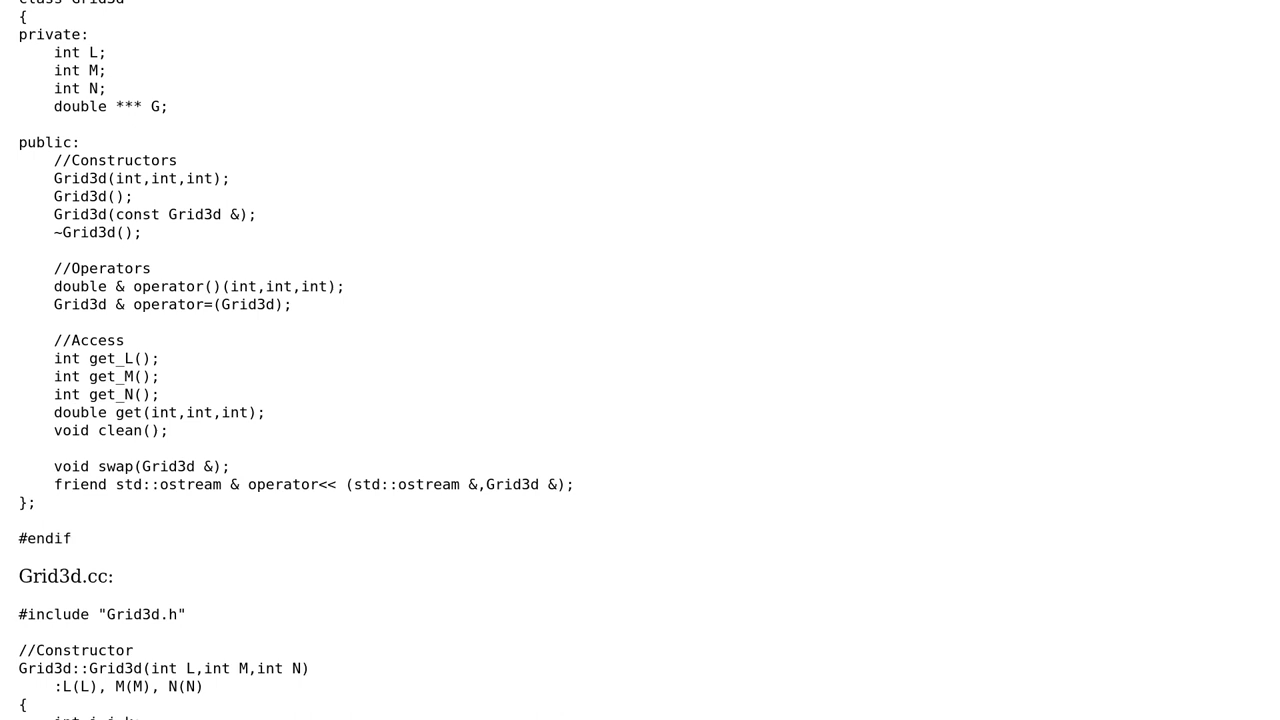 class Grid3d
{
private:
    int L;
    int M;
    int N;
    double *** G;

public:
    //Constructors
    Grid3d(int,int,int);
    Grid3d();
    Grid3d(const Grid3d &);
    ~Grid3d();

    //Operators
    double & operator()(int,int,int);
    Grid3d & operator=(Grid3d);

    //Access
    int get_L();
    int get_M();
    int get_N();
    double get(int,int,int);
    void clean();

    void swap(Grid3d &);
    friend std::ostream & operator<< (std::ostream &,Grid3d &);
};

#endif
Grid3d.cc:
#include "Grid3d.h"

//Constructor
Grid3d::Grid3d(int L,int M,int N)
    :L(L), M(M), N(N)
{
    int i,j,k;